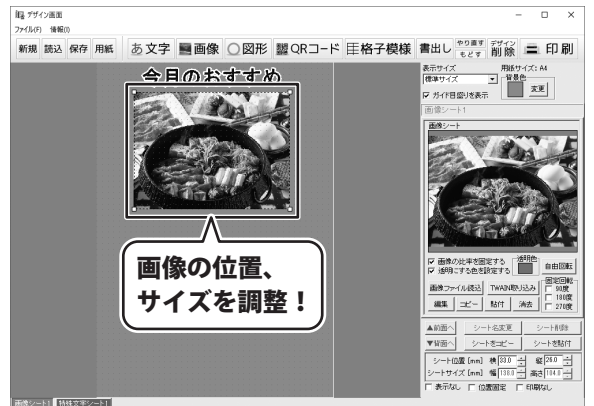 デザイン画面
ファイル(F) 情報(I)
新規 読込 保存 用紙 あ文字 画像 図形 QRコード 格子模様 書出し やり直す もどす デザイン削除 印刷
今月のおすすめ
表示サイズ 用紙サイズ: A4
標準サイズ 背景色
変更
ガイド目盛りを表示
画像シート1
画像シート
画像の比率を固定する 透明色
透明にする色を設定する 自由回転
画像ファイル読込 TWAIN取り込み 固定回転
90度
編集 コピー 貼付 消去 180度
270度
▲前面へ シート名変更 シート削除
▼背面へ シートをコピー シートを貼付
シート位置 [mm] 横 33.0 縦 26.0
シートサイズ [mm] 幅 138.0 高さ 104.0
表示なし 位置固定 印刷なし
画像の位置、
サイズを調整！
画像シート1 特殊文字シート1